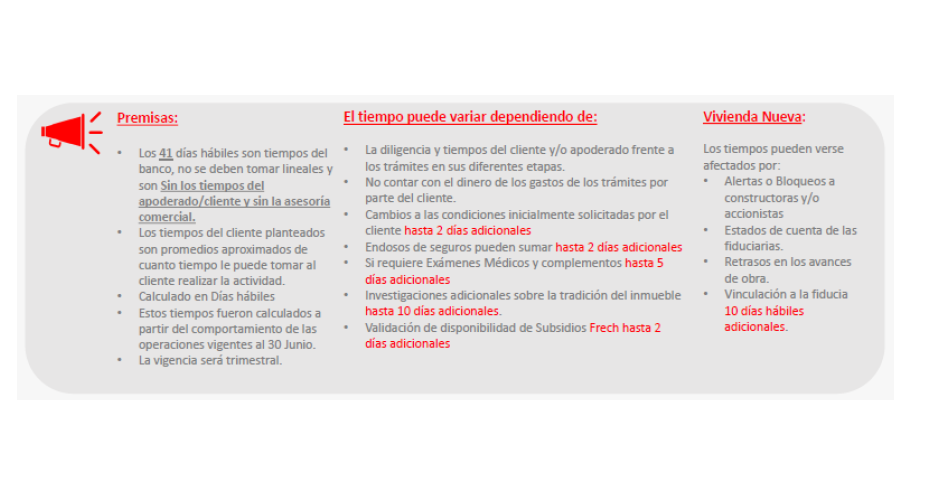 Premisas:
• Los 41 días hábiles son tiempos del
banco, no se deben tomar lineales y
son Sin los tiempos del
apoderado/cliente y sin la asesoría
comercial.
• Los tiempos del cliente planteados
son promedios aproximados de
cuanto tiempo le puede tomar al
cliente realizar la actividad.
• Calculado en Días hábiles
• Estos tiempos fueron calculados a
partir del comportamiento de las
operaciones vigentes al 30 Junio.
• La vigencia será trimestral.
El tiempo puede variar dependiendo de:
• La diligencia y tiempos del cliente y/o apoderado frente a
los trámites en sus diferentes etapas.
• No contar con el dinero de los gastos de los trámites por
parte del cliente.
• Cambios a las condiciones inicialmente solicitadas por el
cliente hasta 2 días adicionales
• Endosos de seguros pueden sumar hasta 2 días adicionales
• Si requiere Exámenes Médicos y complementos hasta 5
días adicionales
• Investigaciones adicionales sobre la tradición del inmueble
hasta 10 días adicionales.
• Validación de disponibilidad de Subsidios Frech hasta 2
días adicionales
Vivienda Nueva:
Los tiempos pueden verse
afectados por:
• Alertas o Bloqueos a
constructoras y/o
accionistas
• Estados de cuenta de las
fiduciarias.
• Retrasos en los avances
de obra.
• Vinculación a la fiducia
10 días hábiles
adicionales.